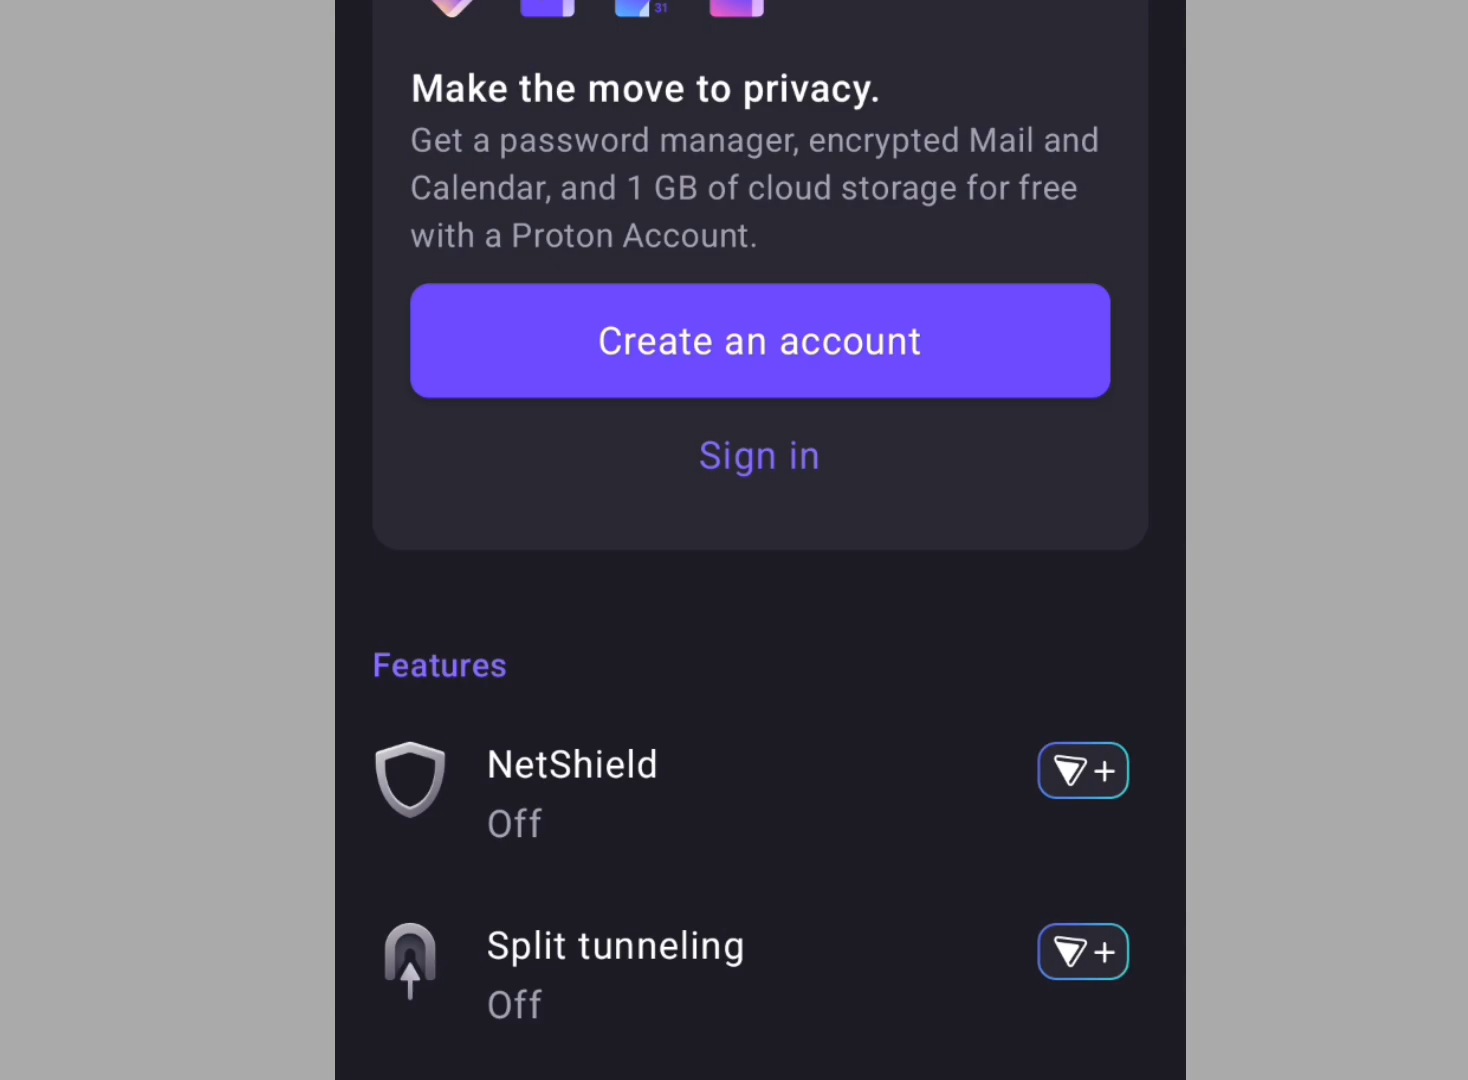 31
Make the move to privacy.
Get a password manager, encrypted Mail and
Calendar, and 1 GB of cloud storage for free
with a Proton Account.
Create an account
Sign in
Features
NetShield
+
Off
Split tunneling
+
Off